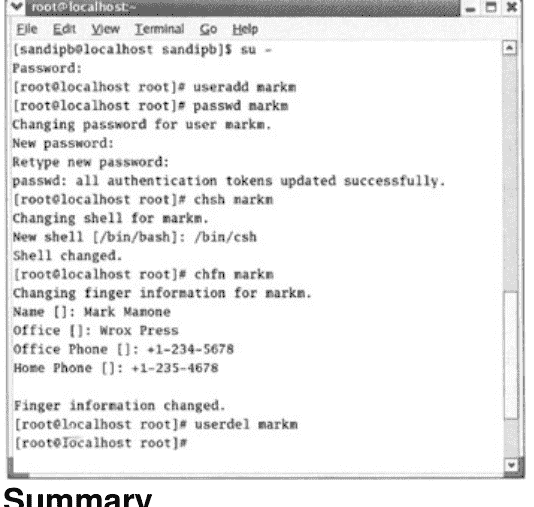 root@localhost:~
File Edit View Terminal Go Help
[sandipb@localhost sandipb]$ su -
Password:
[root@localhost root]# useradd markm
[root@localhost root]# passwd markm
Changing password for user markm.
New password:
Retype new password:
passwd: all authentication tokens updated successfully.
[root@localhost root]# chsh markm
Changing shell for markm.
New shell [/bin/bash]: /bin/csh
Shell changed.
[root@localhost root]# chfn markm
Changing finger information for markm.
Name []: Mark Mamone
Office []: Wrox Press
Office Phone []: +1-234-5678
Home Phone []: +1-235-4678
Finger information changed.
[root@localhost root]# userdel markm
[root@localhost root]#
Summary